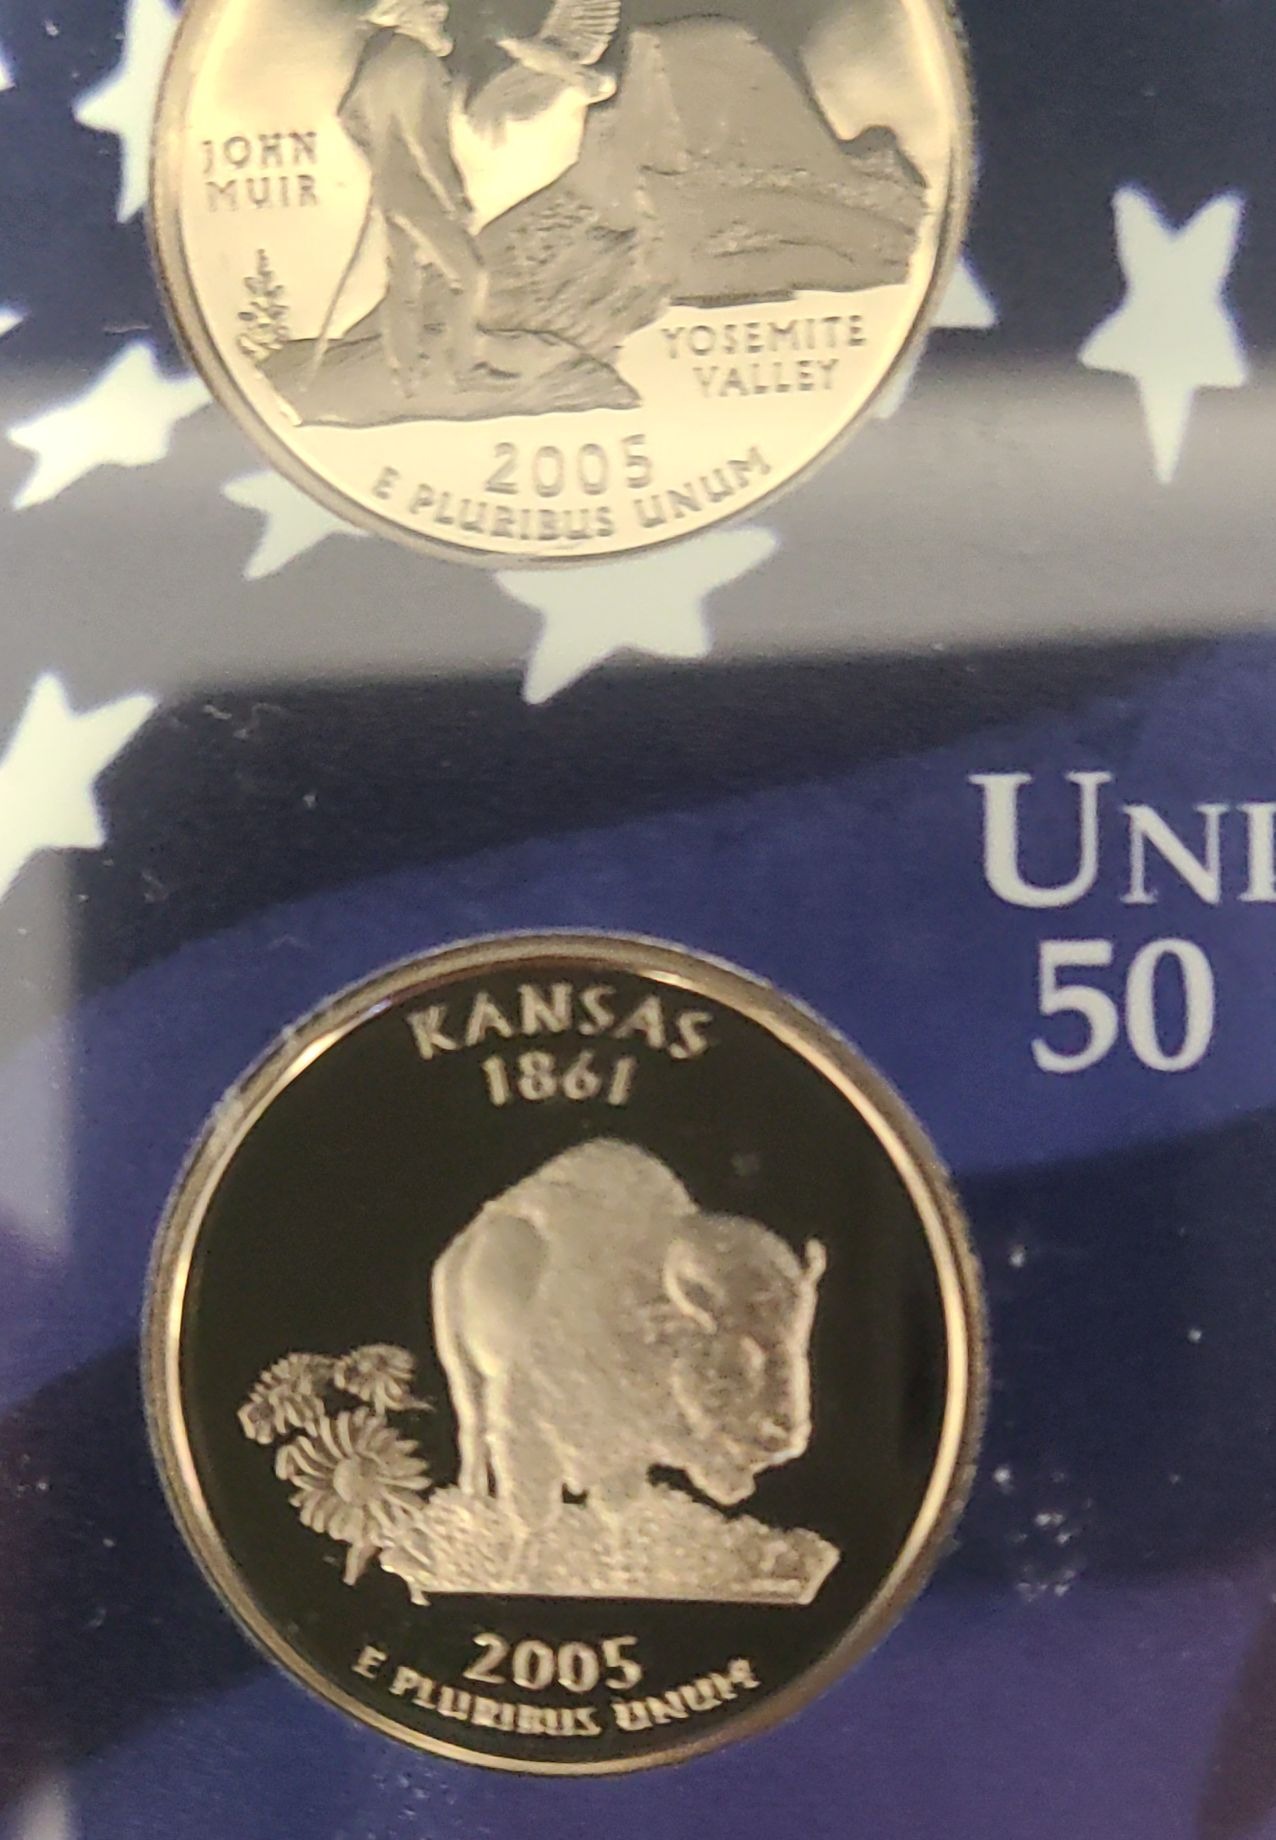 JOHN
MUIR
YOSEMITE
VALLEY
2005
E PLURIBUS UNUM
UNI
50
KANSAS
1861
2005
E PLURIBUS UNUM